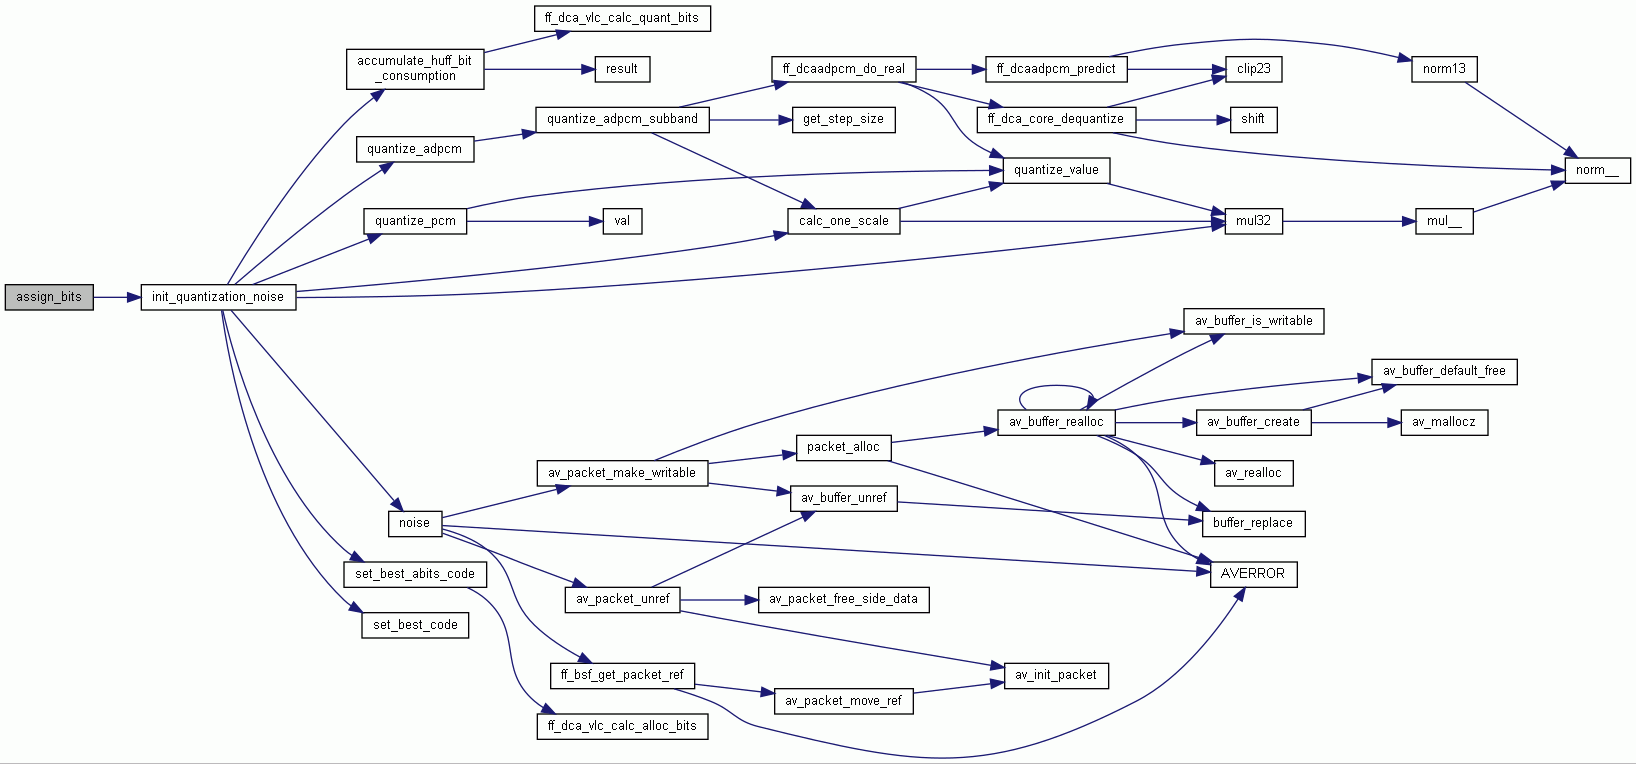 ff_dca_vlc_calc_quant_bits
accumulate_huff_bit
_consumption
result
ff_dcaadpcm_do_real
ff_dcaadpcm_predict
clip23
norm13
quantize_adpcm_subband
get_step_size
ff_dca_core_dequantize
shift
quantize_adpcm
quantize_value
norm__
quantize_pcm
val
calc_one_scale
mul32
mul__
assign_bits
init_quantization_noise
av_buffer_is_writable
av_buffer_default_free
av_buffer_realloc
av_buffer_create
av_mallocz
packet_alloc
av_packet_make_writable
av_realloc
av_buffer_unref
noise
buffer_replace
set_best_abits_code
AVERROR
av_packet_unref
av_packet_free_side_data
set_best_code
ff_bsf_get_packet_ref
av_init_packet
av_packet_move_ref
ff_dca_vlc_calc_alloc_bits